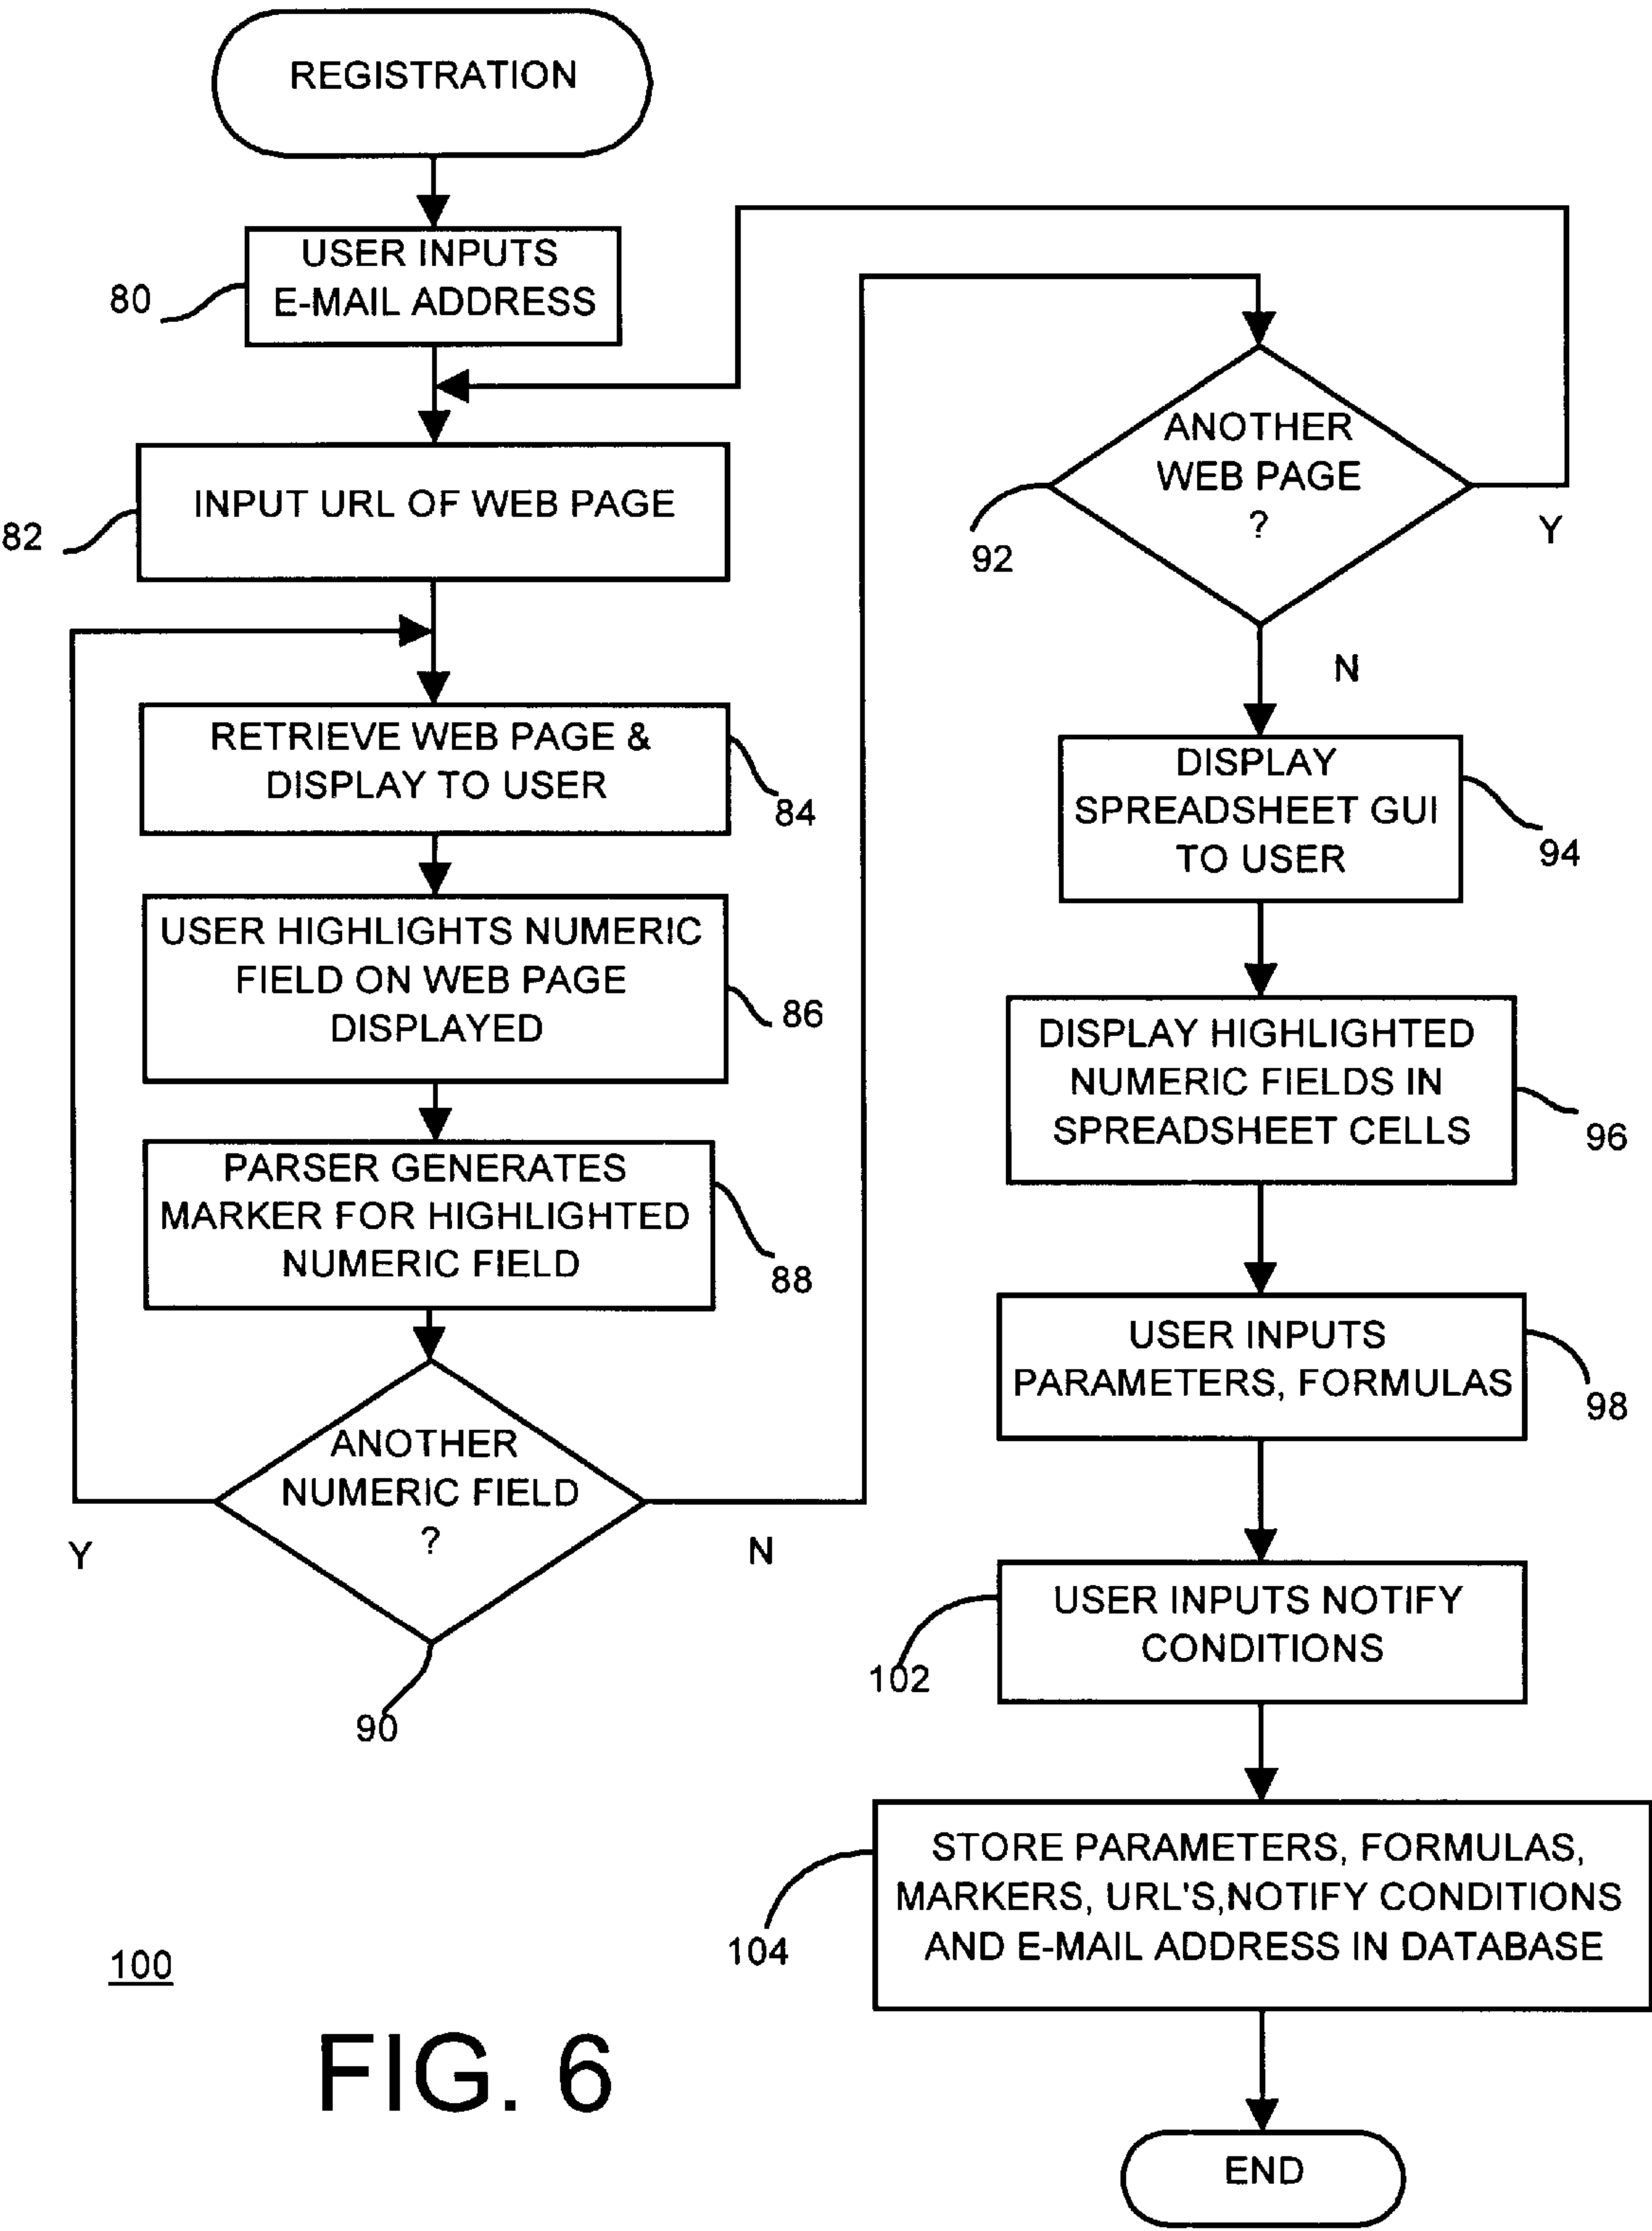 REGISTRATION
USER INPUTS
E-MAIL ADDRESS
80
INPUT URL OF WEB PAGE
82
RETRIEVE WEB PAGE &
DISPLAY TO USER
84
USER HIGHLIGHTS NUMERIC
FIELD ON WEB PAGE
DISPLAYED
86
PARSER GENERATES
MARKER FOR HIGHLIGHTED
NUMERIC FIELD
88
ANOTHER
NUMERIC FIELD
?
Y
N
90
ANOTHER
WEB PAGE
?
92
Y
N
DISPLAY
SPREADSHEET GUI
TO USER
94
DISPLAY HIGHLIGHTED
NUMERIC FIELDS IN
SPREADSHEET CELLS
96
USER INPUTS
PARAMETERS, FORMULAS
98
USER INPUTS NOTIFY
CONDITIONS
102
STORE PARAMETERS, FORMULAS,
MARKERS, URL'S,NOTIFY CONDITIONS
AND E-MAIL ADDRESS IN DATABASE
104
END
100
FIG. 6